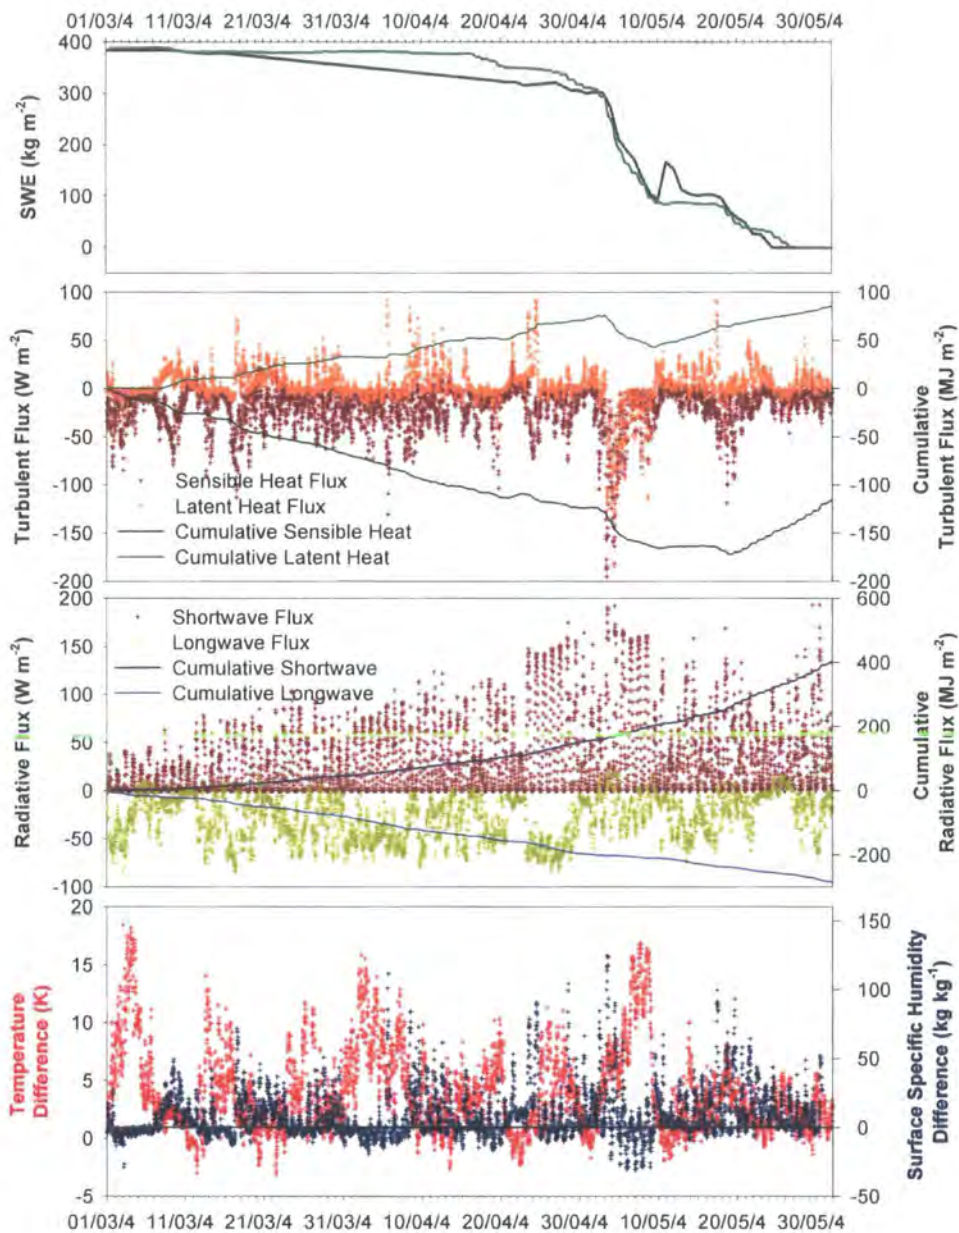 01/03/4 11/03/4 21/03/4 31/03/4 10/04/4 20/04/4 30/04/4 10/05/4 20/05/4 30/05/4
SWE (kg m⁻²)
400
300
200
100
0
Turbulent Flux (W m⁻²)
100
50
0
-50
-100
-150
-200
Sensible Heat Flux
Latent Heat Flux
Cumulative Sensible Heat
Cumulative Latent Heat
100
50
0
-50
-100
-150
-200
Cumulative
Turbulent Flux (MJ m⁻²)
Radiative Flux (W m⁻²)
200
150
100
50
0
-50
-100
Shortwave Flux
Longwave Flux
Cumulative Shortwave
Cumulative Longwave
600
400
200
0
-200
Cumulative
Radiative Flux (MJ m⁻²)
Temperature
Difference (K)
20
15
10
5
0
-5
150
100
50
0
-50
Surface Specific Humidity
Difference (kg kg⁻¹)
01/03/4 11/03/4 21/03/4 31/03/4 10/04/4 20/04/4 30/04/4 10/05/4 20/05/4 30/05/4